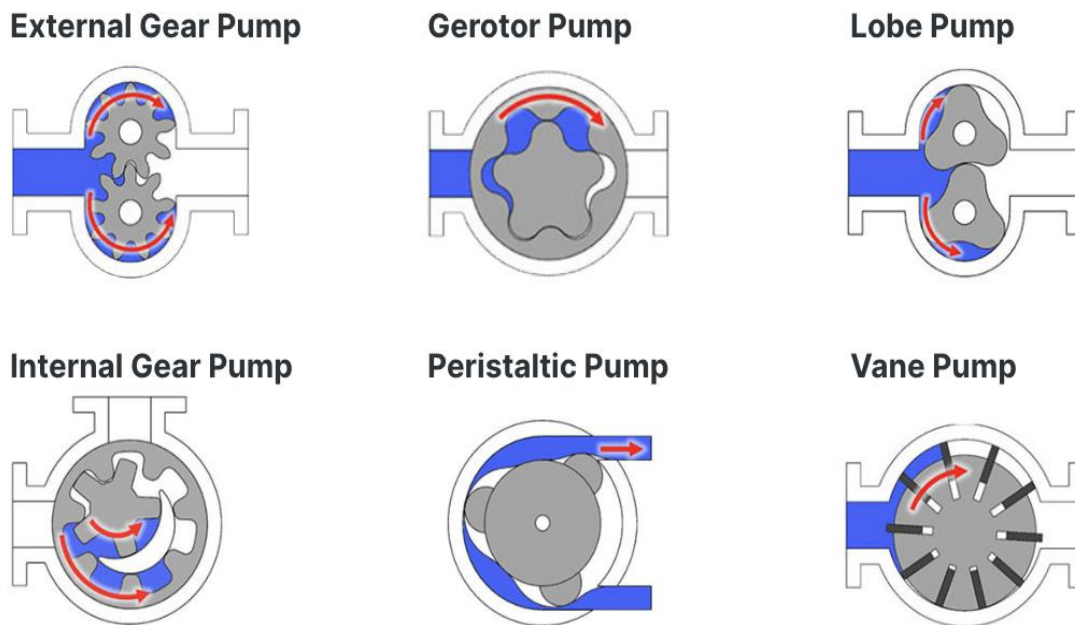 External Gear Pump
Gerotor Pump
Lobe Pump
Internal Gear Pump
Peristaltic Pump
Vane Pump